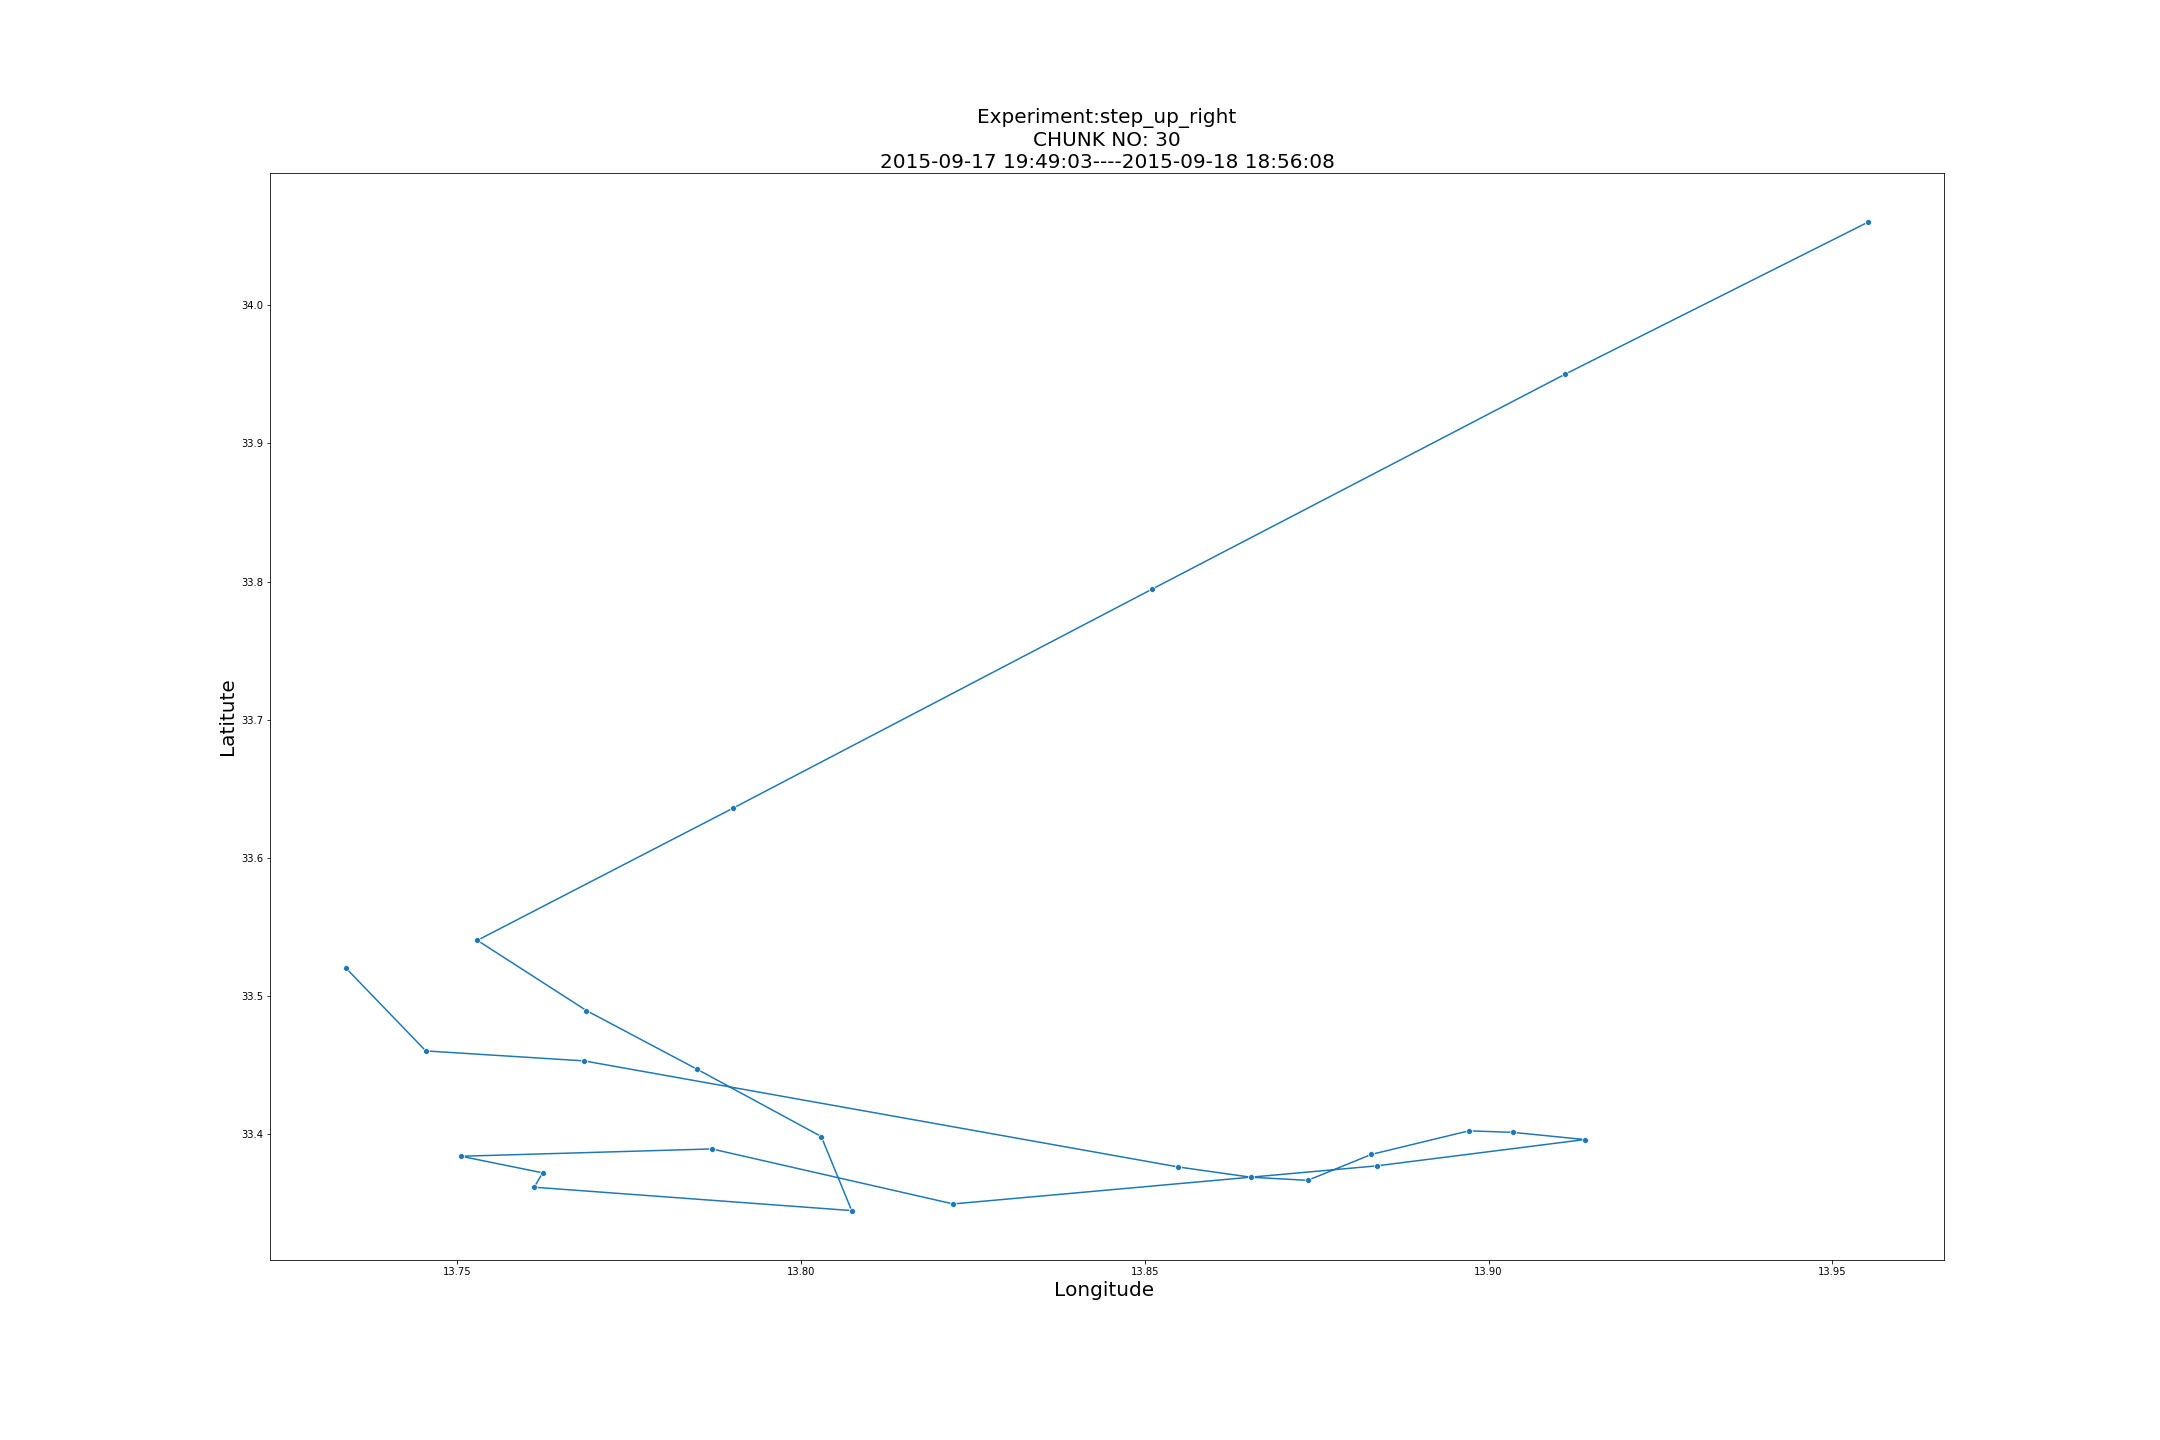 Experiment:step_up_right
CHUNK NO: 30
2015-09-17 19:49:03----2015-09-18 18:56:08
Latitute
34.0
33.9
33.8
33.7
33.6
33.5
33.4
13.75 13.80 13.85 13.90 13.95
Longitude